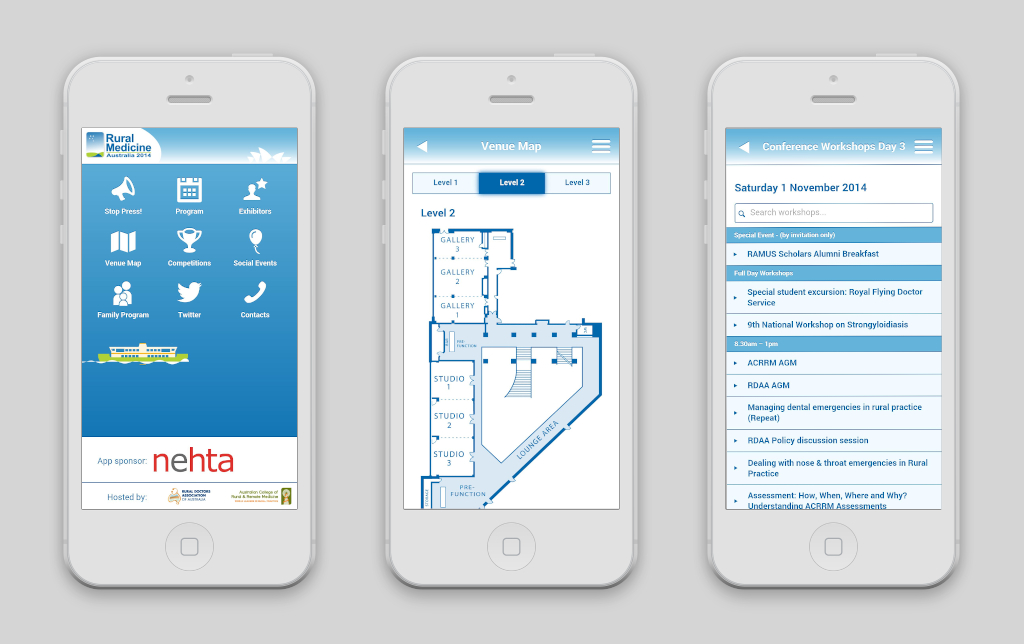 Rural
Medicine
Australia 2014
Stop Press!
Program
Exhibitors
Venue Map
Competitions
Social Events
Family Program
Twitter
Contacts
App sponsor: nehta
Hosted by:
RURAL DOCTORS
ASSOCIATION
OF AUSTRALIA
Australian College of
Rural & Remote Medicine
Venue Map
Level 1
Level 2
Level 3
Level 2
GALLERY
3
GALLERY
2
GALLERY
1
PRE-
FUNCTION
STUDIO
1
STUDIO
2
STUDIO
3
LOUNGE AREA
PRE-
FUNCTION
Conference Workshops Day 3
Saturday 1 November 2014
Search workshops...
Special Event - (by invitation only)
RAMUS Scholars Alumni Breakfast
Full Day Workshops
Special student excursion: Royal Flying Doctor
Service
9th National Workshop on Strongyloidiasis
8.30am – 1pm
ACRRM AGM
RDAA AGM
Managing dental emergencies in rural practice
(Repeat)
RDAA Policy discussion session
Dealing with nose & throat emergencies in Rural
Practice
Assessment: How, When, Where and Why?
Understanding ACRRM Assessments